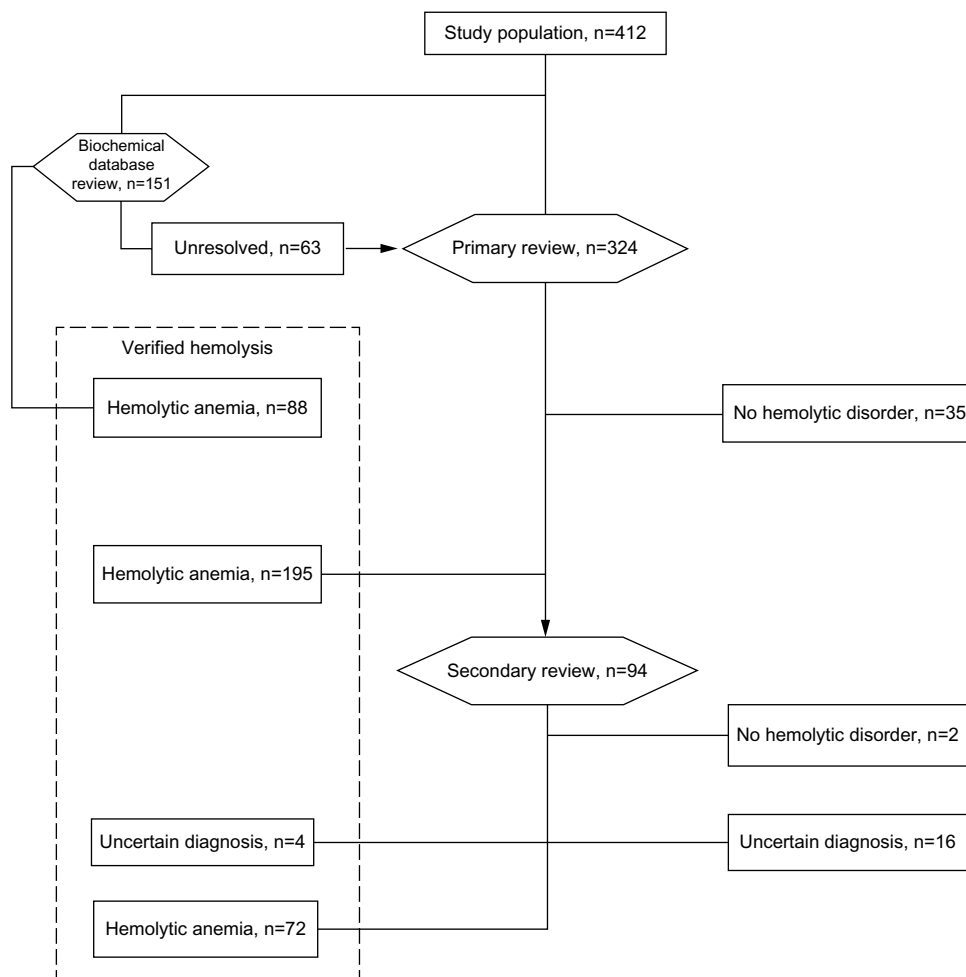 Study population, n=412
Biochemical
database
review, n=151
Unresolved, n=63
Primary review, n=324
Verified hemolysis
Hemolytic anemia, n=88
No hemolytic disorder, n=35
Hemolytic anemia, n=195
Secondary review, n=94
No hemolytic disorder, n=2
Uncertain diagnosis, n=4
Uncertain diagnosis, n=16
Hemolytic anemia, n=72